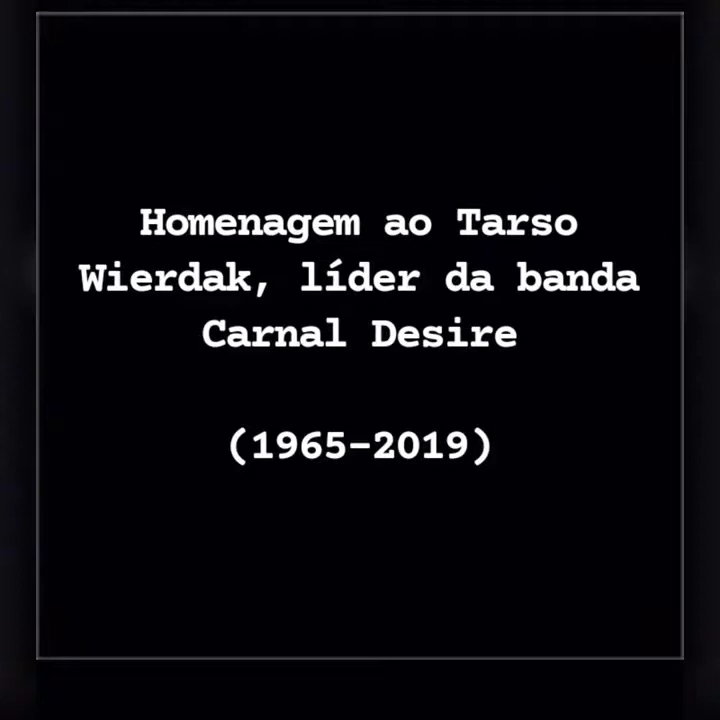 Homenagem ao Tarso
Wierdak, líder da banda
Carnal Desire
(1965-2019)